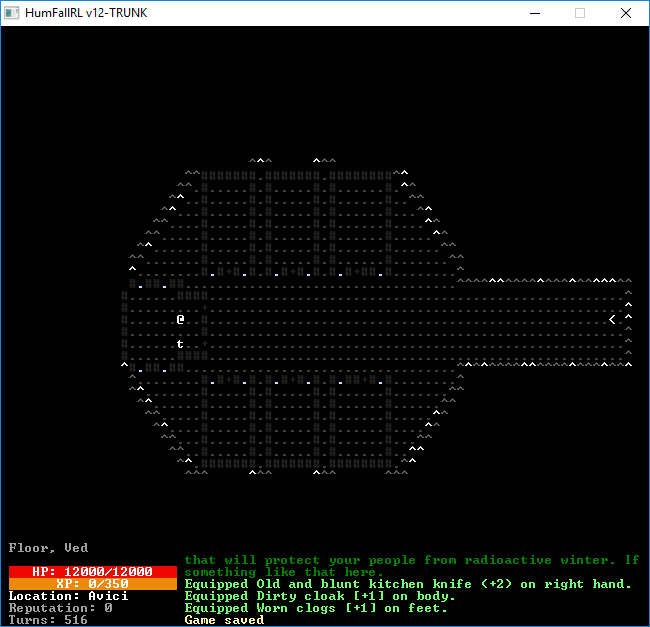 HumFallRL v12-TRUNK
Floor, Ved
that will protect your people from radioactive winter. If
something like that here.
HP: 12000/12000
XP: 0/350
Equipped Old and blunt kitchen knife (+2) on right hand.
Location: Avici
Equipped Dirty cloak [+1] on body.
Reputation: 0
Equipped Worn clogs [+1] on feet.
Turns: 516
Game saved